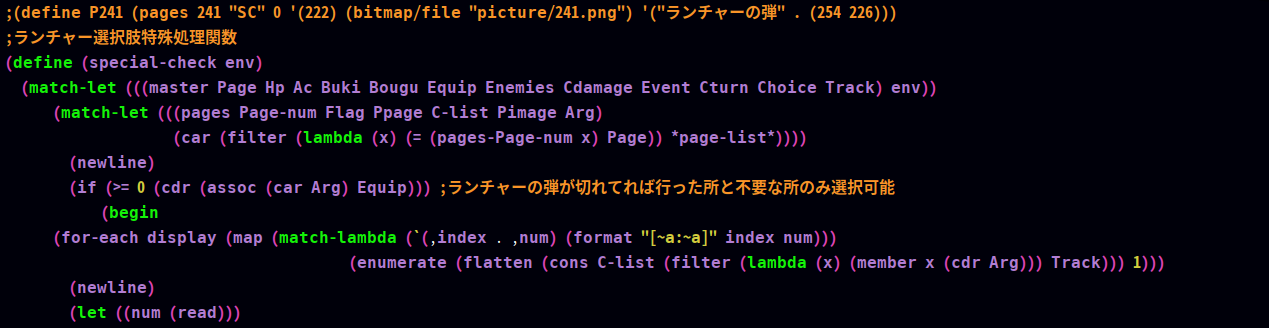 ;(define P241 (pages 241 "SC" 0 '(222) (bitmap/file "picture/241.png") '("ランチャーの弾" . (254 226)))
;ランチャー選択肢特殊処理関数
(define (special-check env)
  (match-let (((master Page Hp Ac Buki Bougu Equip Enemies Cdamage Event Cturn Choice Track) env))
      (match-let (((pages Page-num Flag Ppage C-list Pimage Arg)
                     (car (filter (lambda (x) (= (pages-Page-num x) Page)) *page-list*))))
        (newline)
        (if (>= 0 (cdr (assoc (car Arg) Equip))) ;ランチャーの弾が切れてれば行った所と不要な所のみ選択可能
            (begin
      (for-each display (map (match-lambda (`(,index . ,num) (format "[~a:~a]" index num)))
                                           (enumerate (flatten (cons C-list (filter (lambda (x) (member x (cdr Arg))) Track))) 1)))
        (newline)
        (let ((num (read)))